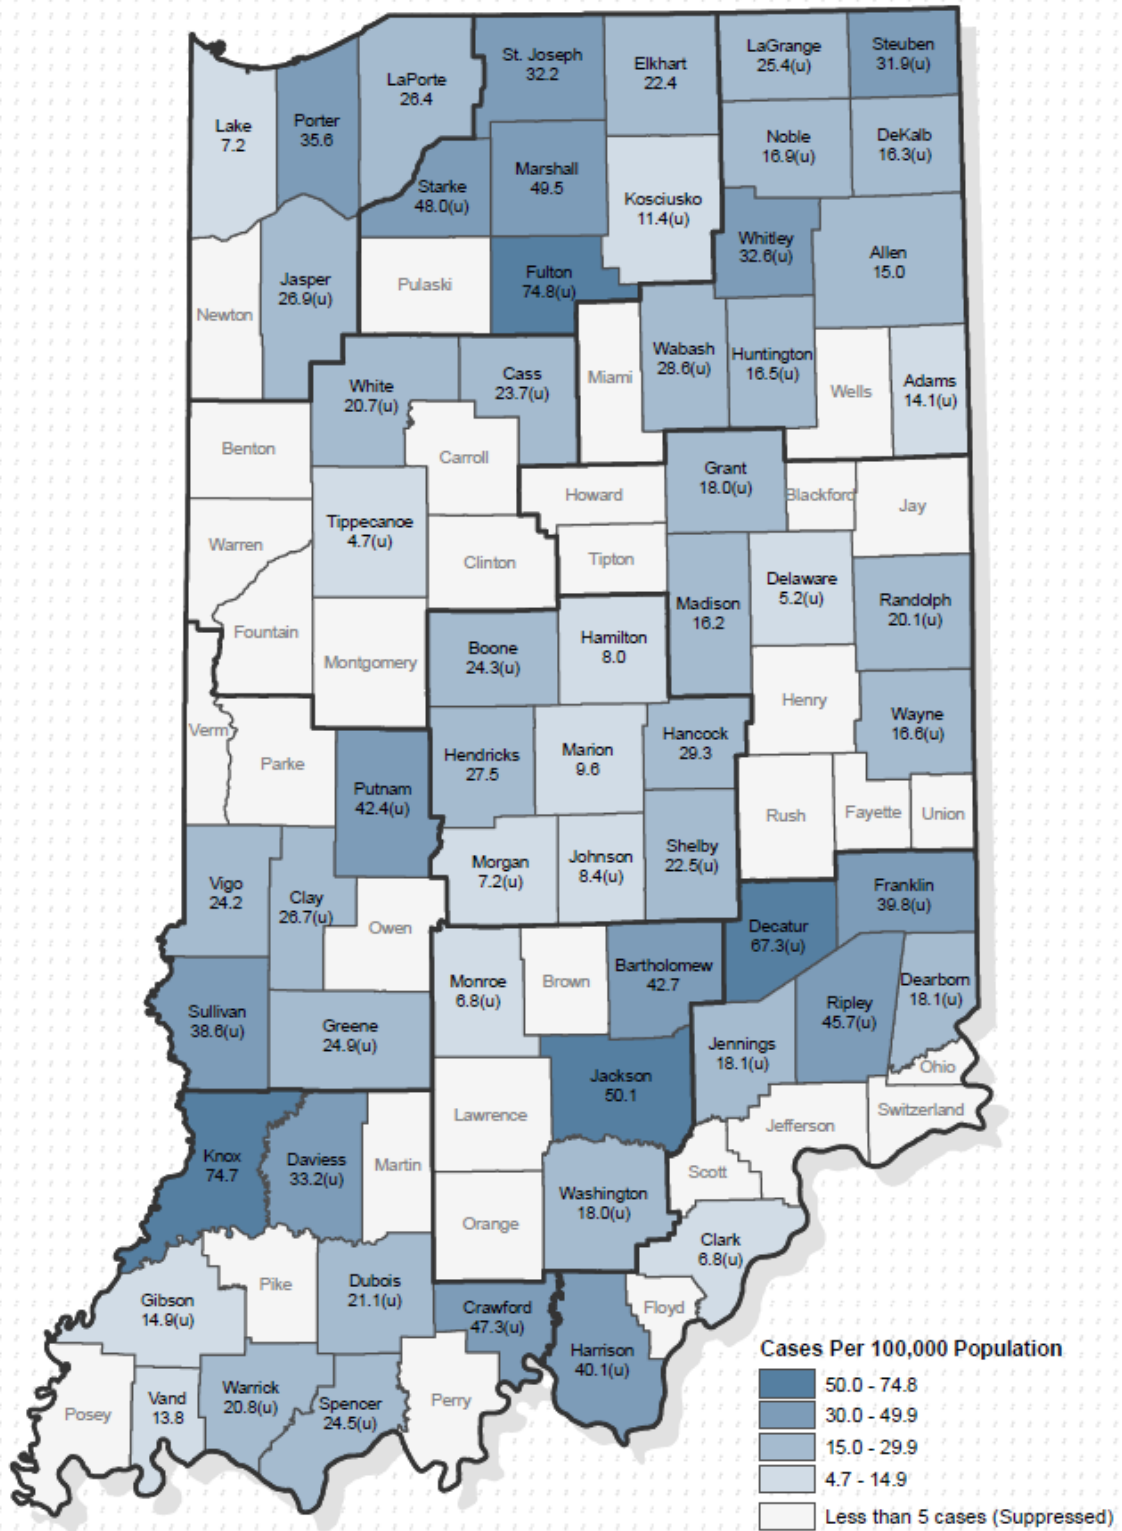 LaGrange
25.4(u)
Steuben
31.9(u)
St. Joseph
32.2
Elkhart
22.4
LaPorte
26.4
Lake
7.2
Porter
35.6
Noble
16.9(u)
DeKalb
16.3(u)
Starke
48.0(u)
Marshall
49.5
Kosciusko
11.4(u)
Whitley
32.6(u)
Allen
15.0
Jasper
26.9(u)
Pulaski
Fulton
74.8(u)
Newton
White
20.7(u)
Cass
23.7(u)
Miami
Wabash
28.6(u)
Huntington
16.5(u)
Wells
Adams
14.1(u)
Benton
Carroll
Grant
18.0(u)
Howard
Blackford
Jay
Warren
Tippecanoe
4.7(u)
Clinton
Tipton
Madison
16.2
Delaware
5.2(u)
Randolph
20.1(u)
Fountain
Montgomery
Boone
24.3(u)
Hamilton
8.0
Henry
Wayne
16.6(u)
Verm
Parke
Putnam
42.4(u)
Hendricks
27.5
Marion
9.6
Hancock
29.3
Rush
Fayette
Union
Vigo
24.2
Clay
26.7(u)
Owen
Morgan
7.2(u)
Johnson
8.4(u)
Shelby
22.5(u)
Decatur
67.3(u)
Franklin
39.8(u)
Sullivan
38.6(u)
Greene
24.9(u)
Monroe
6.8(u)
Brown
Bartholomew
42.7
Jennings
18.1(u)
Ripley
45.7(u)
Dearborn
18.1(u)
Ohio
Jackson
50.1
Lawrence
Jefferson
Switzerland
Knox
74.7
Daviess
33.2(u)
Martin
Orange
Washington
18.0(u)
Scott
Clark
6.8(u)
Gibson
14.9(u)
Pike
Dubois
21.1(u)
Crawford
47.3(u)
Harrison
40.1(u)
Floyd
Posey
Vand
13.8
Warrick
20.8(u)
Spencer
24.5(u)
Perry
Cases Per 100,000 Population
50.0 - 74.8
30.0 - 49.9
15.0 - 29.9
4.7 - 14.9
Less than 5 cases (Suppressed)